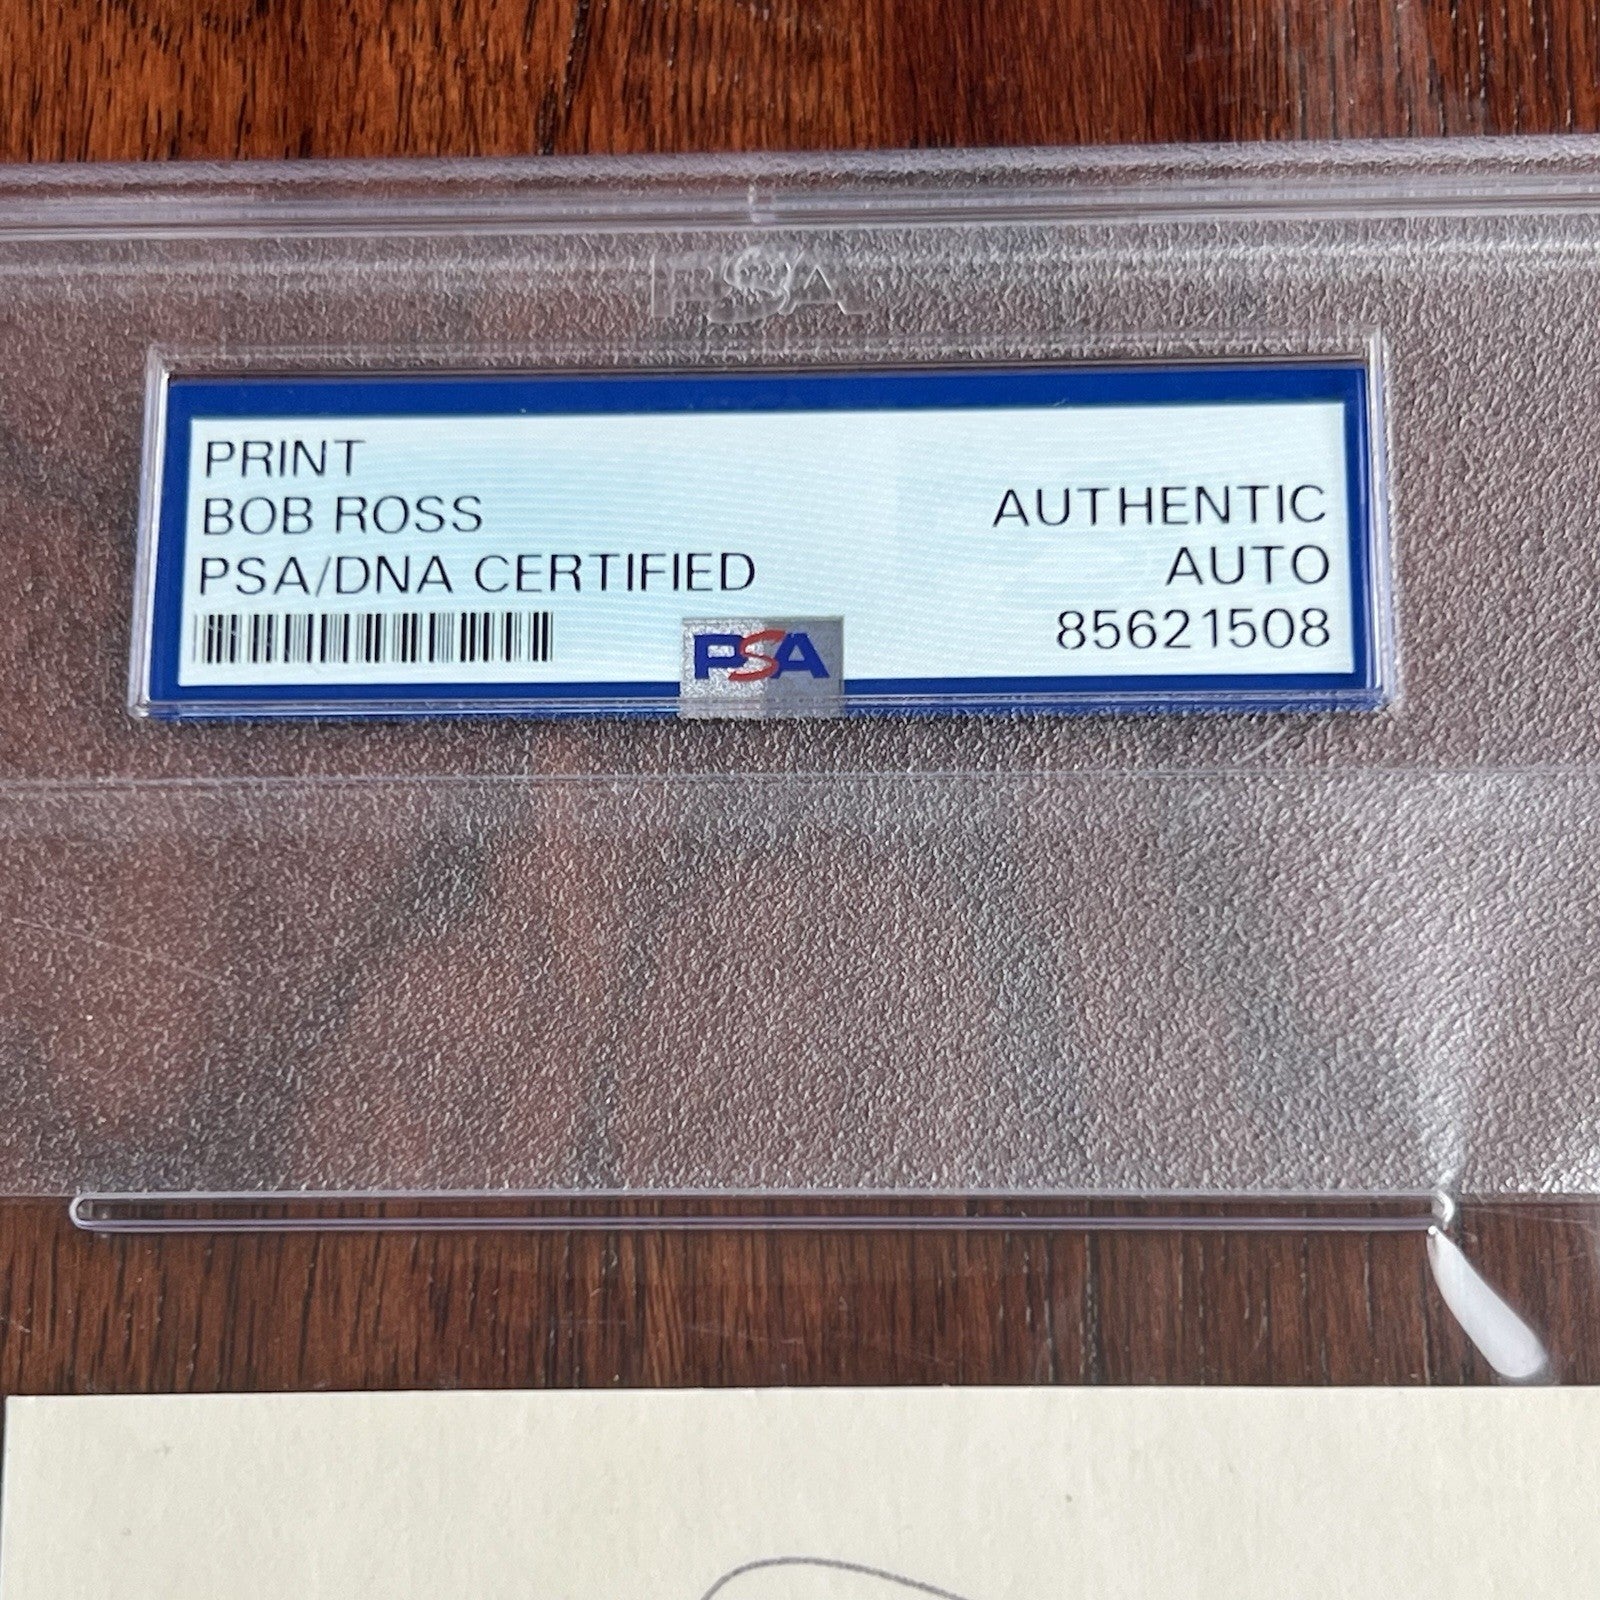 PSA
PRINT
BOB ROSS
PSA/DNA CERTIFIED
AUTHENTIC
AUTO
85621508
PSA